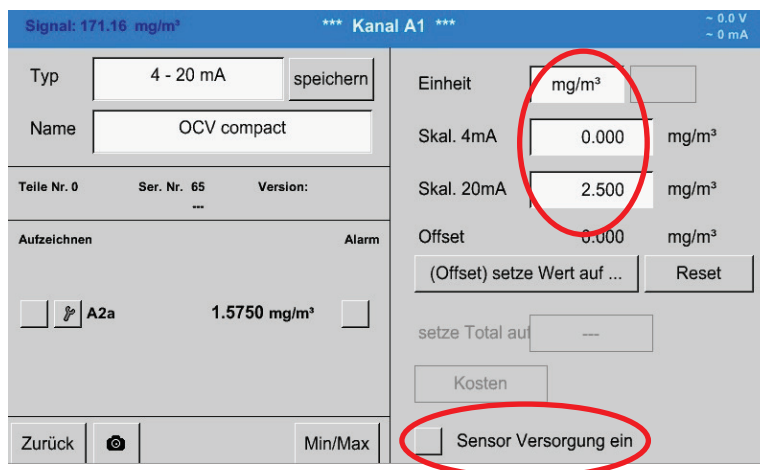 Signal: 171.16 mg/m³ *** Kanal A1 *** ~ 0.0 V
~ 0 mA
Typ 4 - 20 mA speichern
Name OCV compact
Teile Nr. 0 Ser. Nr. 65 Version:
---
Aufzeichnen Alarm
A2a 1.5750 mg/m³
Zurück Min/Max
Einheit mg/m³
Skal. 4mA 0.000 mg/m³
Skal. 20mA 2.500 mg/m³
Offset 0.000 mg/m³
(Offset) setze Wert auf ... Reset
setze Total auf ---
Kosten
Sensor Versorgung ein